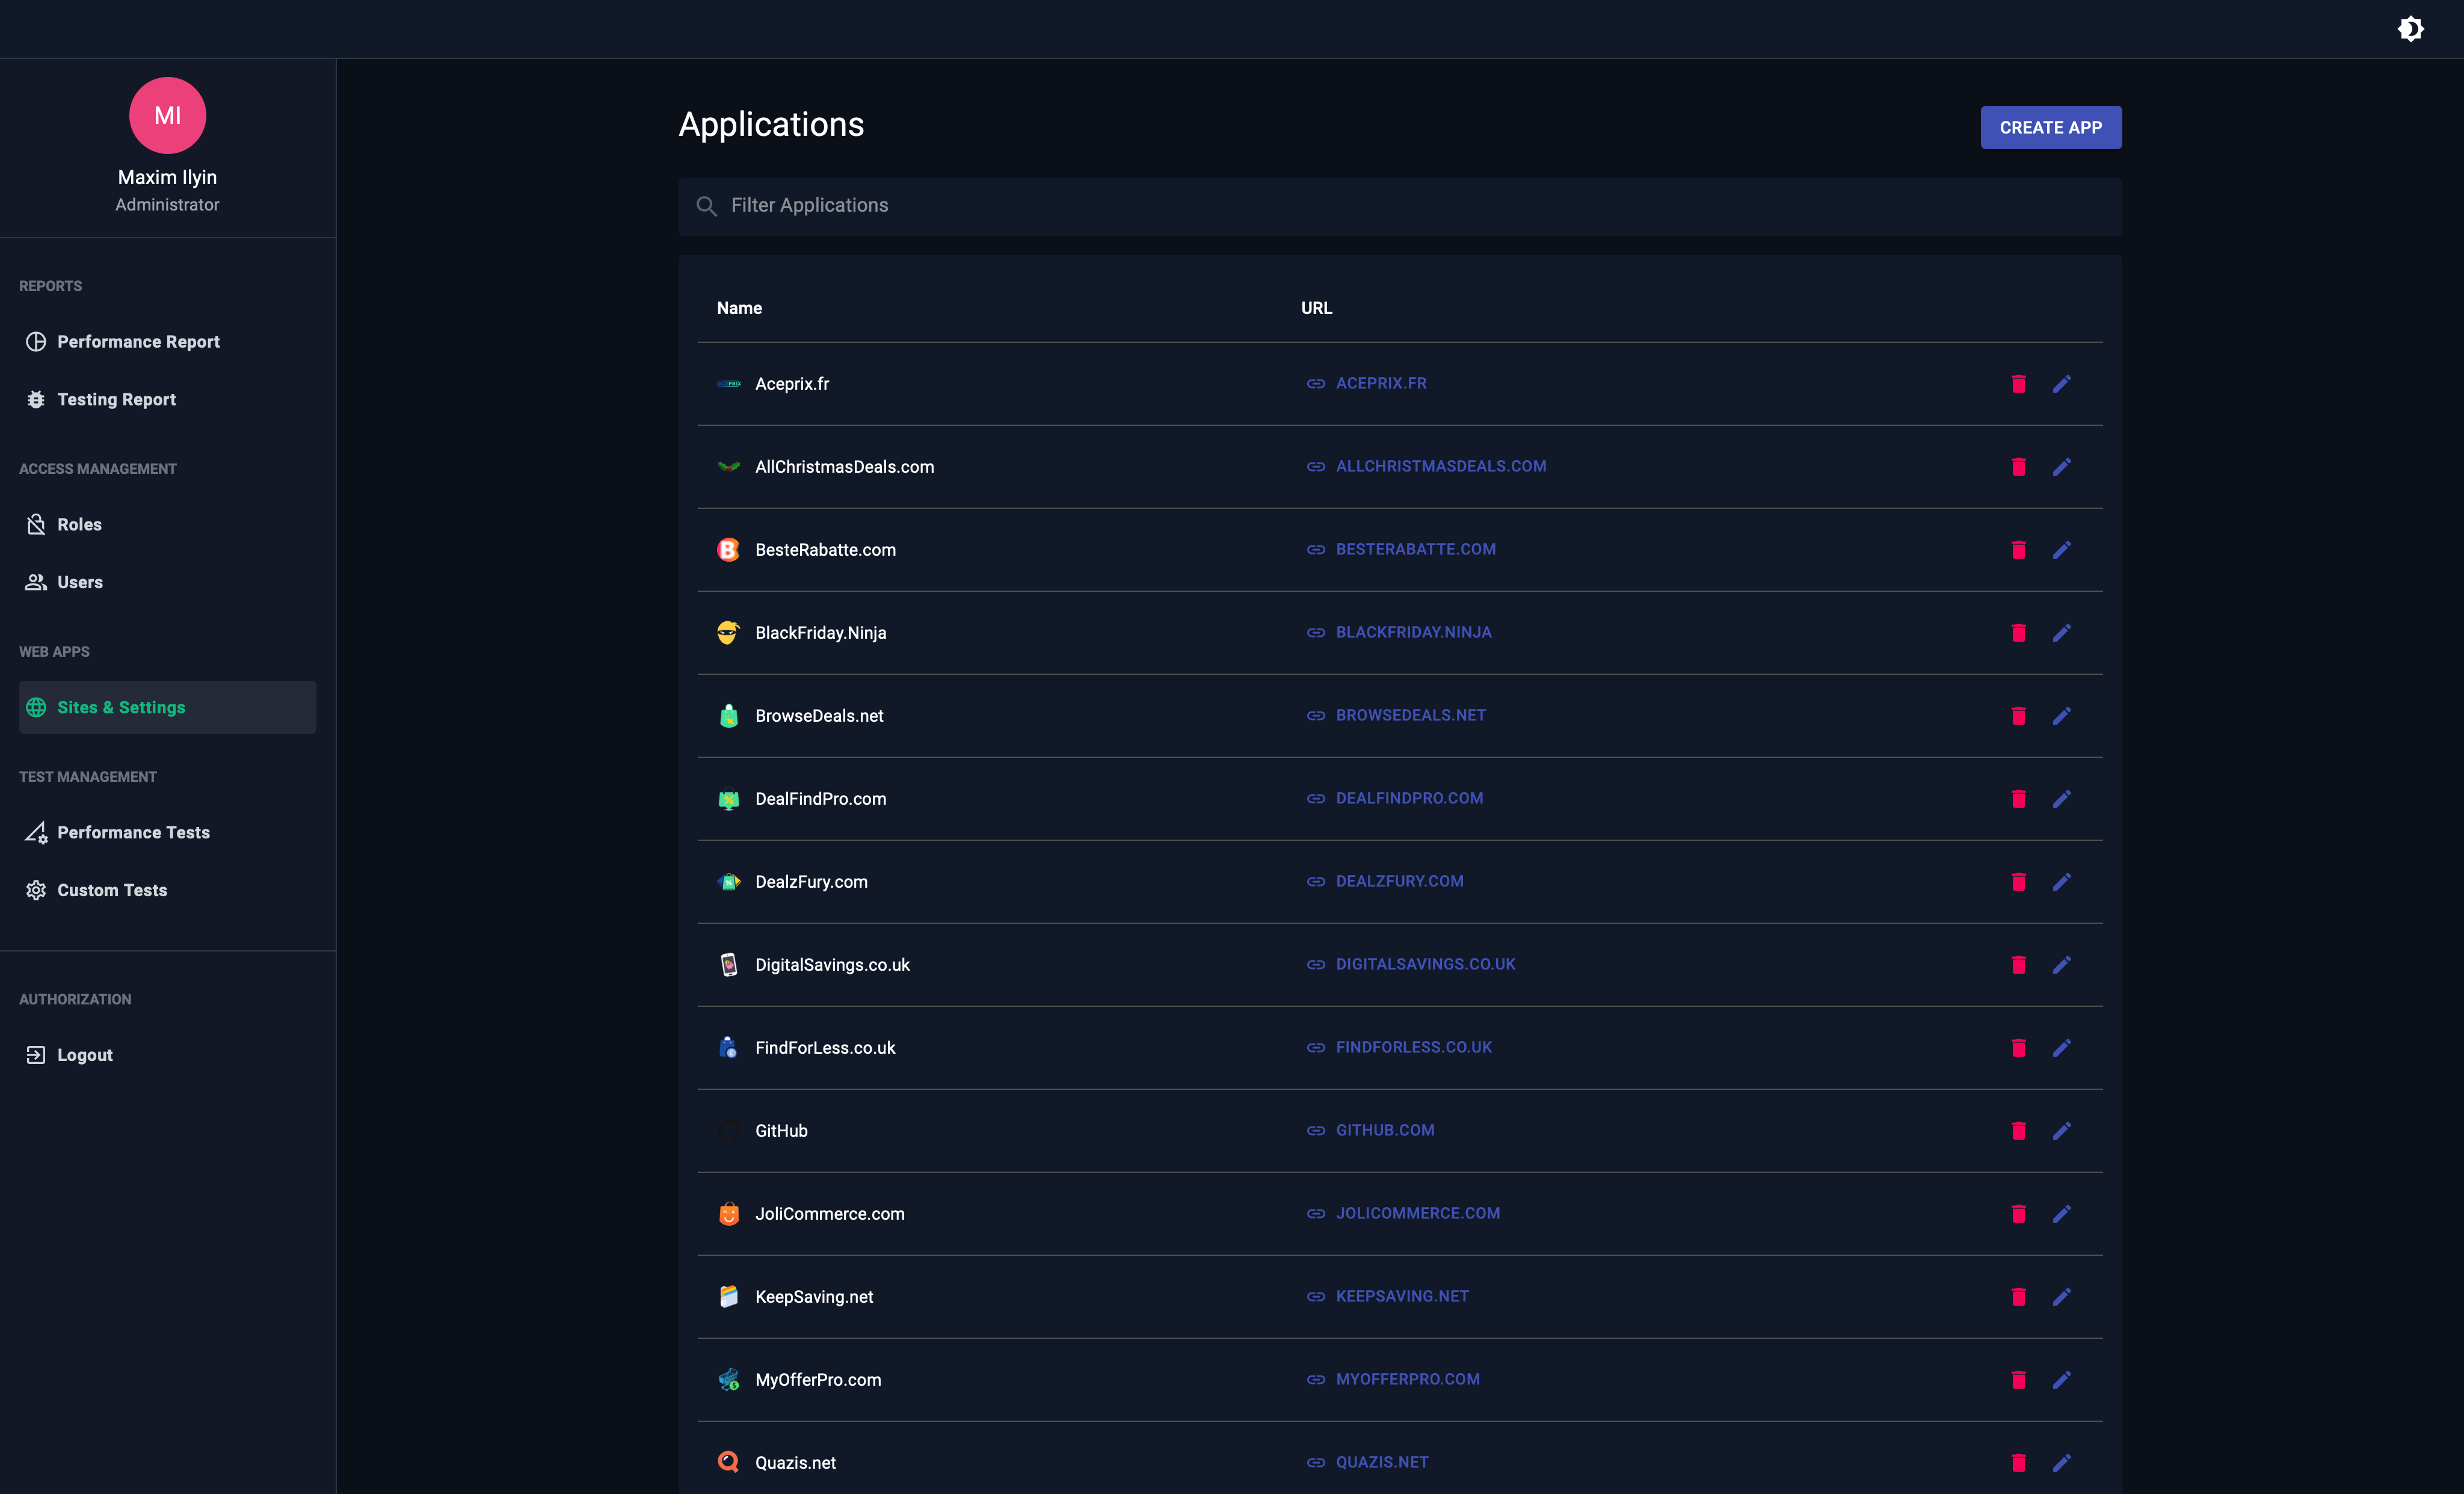 MI
Maxim Ilyin
Administrator
REPORTS
Performance Report
Testing Report
ACCESS MANAGEMENT
Roles
Users
WEB APPS
Sites & Settings
TEST MANAGEMENT
Performance Tests
Custom Tests
AUTHORIZATION
Logout
Applications
CREATE APP
Filter Applications
Name URL
Aceprix.fr ACEPRIX.FR
AllChristmasDeals.com ALLCHRISTMASDEALS.COM
BesteRabatte.com BESTERABATTE.COM
BlackFriday.Ninja BLACKFRIDAY.NINJA
BrowseDeals.net BROWSEDEALS.NET
DealFindPro.com DEALFINDPRO.COM
DealzFury.com DEALZFURY.COM
DigitalSavings.co.uk DIGITALSAVINGS.CO.UK
FindForLess.co.uk FINDFORLESS.CO.UK
GitHub GITHUB.COM
JoliCommerce.com JOLICOMMERCE.COM
KeepSaving.net KEEPSAVING.NET
MyOfferPro.com MYOFFERPRO.COM
Quazis.net QUAZIS.NET